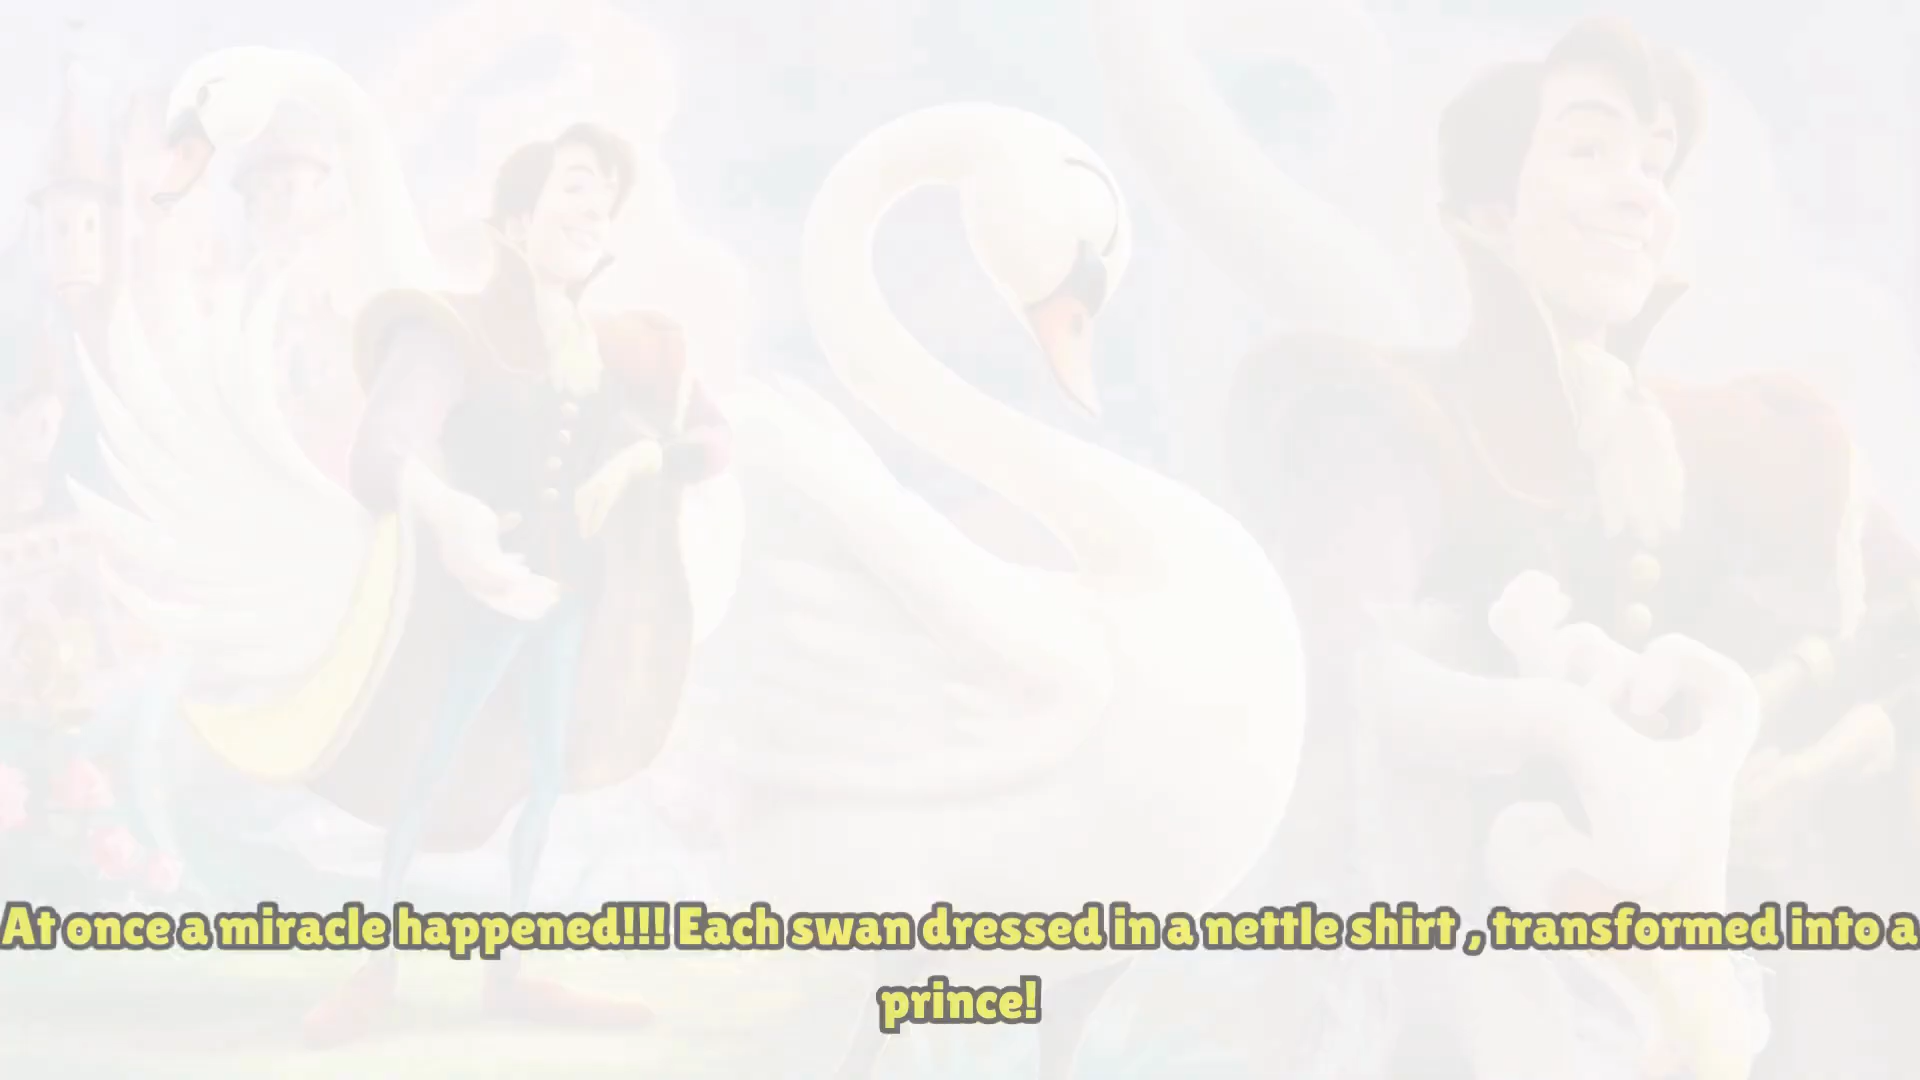 At once a miracle happened!!! Each swan dressed in a nettle shirt , transformed into a
prince!